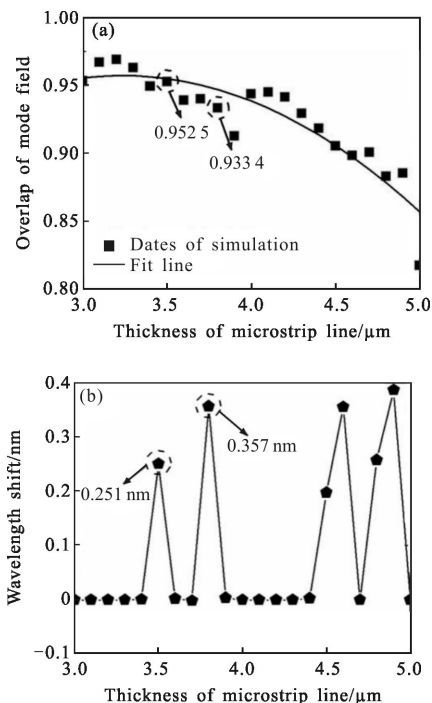 (a)
1.00
0.95
0.90
0.85
0.80
Overlap of mode field
0.952 5
0.933 4
Dates of simulation
Fit line
3.0 3.5 4.0 4.5 5.0
Thickness of microstrip line/μm
(b)
0.4
0.3
0.2
0.1
0
−0.1
Wavelength shift/nm
0.251 nm
0.357 nm
3.0 3.5 4.0 4.5 5.0
Thickness of microstrip line/μm